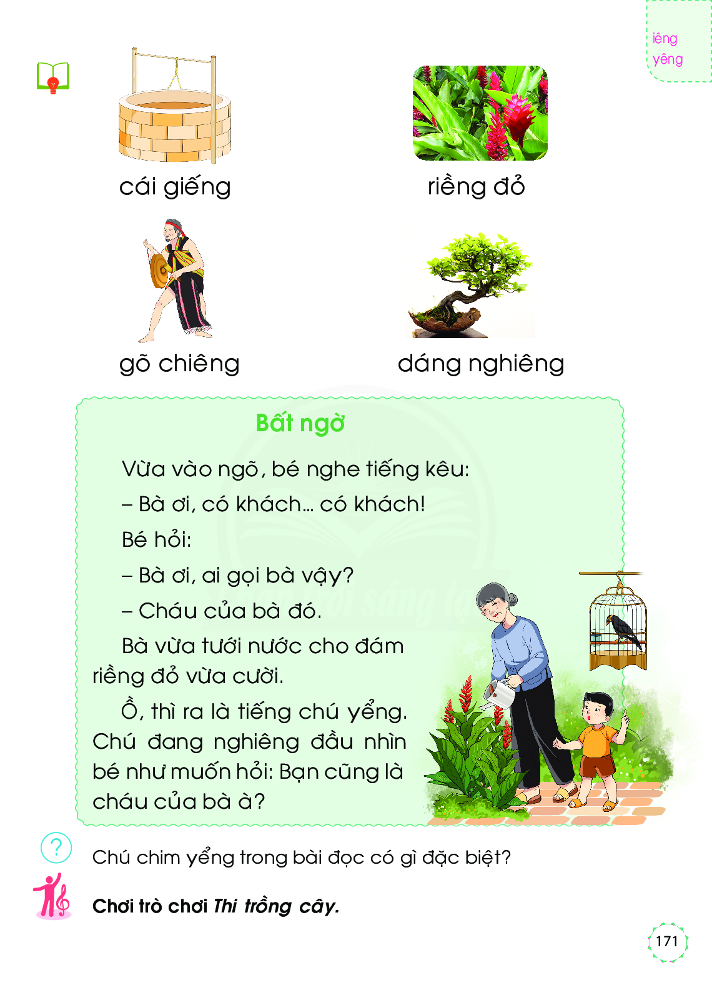 iêng
yêng
cái giếng
riềng đỏ
gõ chiêng
dáng nghiêng
Bất ngờ
Vừa vào ngõ, bé nghe tiếng kêu:
– Bà ơi, có khách... có khách!
Bé hỏi:
– Bà ơi, ai gọi bà vậy?
– Cháu của bà đó.
Bà vừa tưới nước cho đám
riềng đỏ vừa cười.
Ồ, thì ra là tiếng chú yểng.
Chú đang nghiêng đầu nhìn
bé như muốn hỏi: Bạn cũng là
cháu của bà à?
?
Chú chim yểng trong bài đọc có gì đặc biệt?
Chơi trò chơi Thi trồng cây.
171